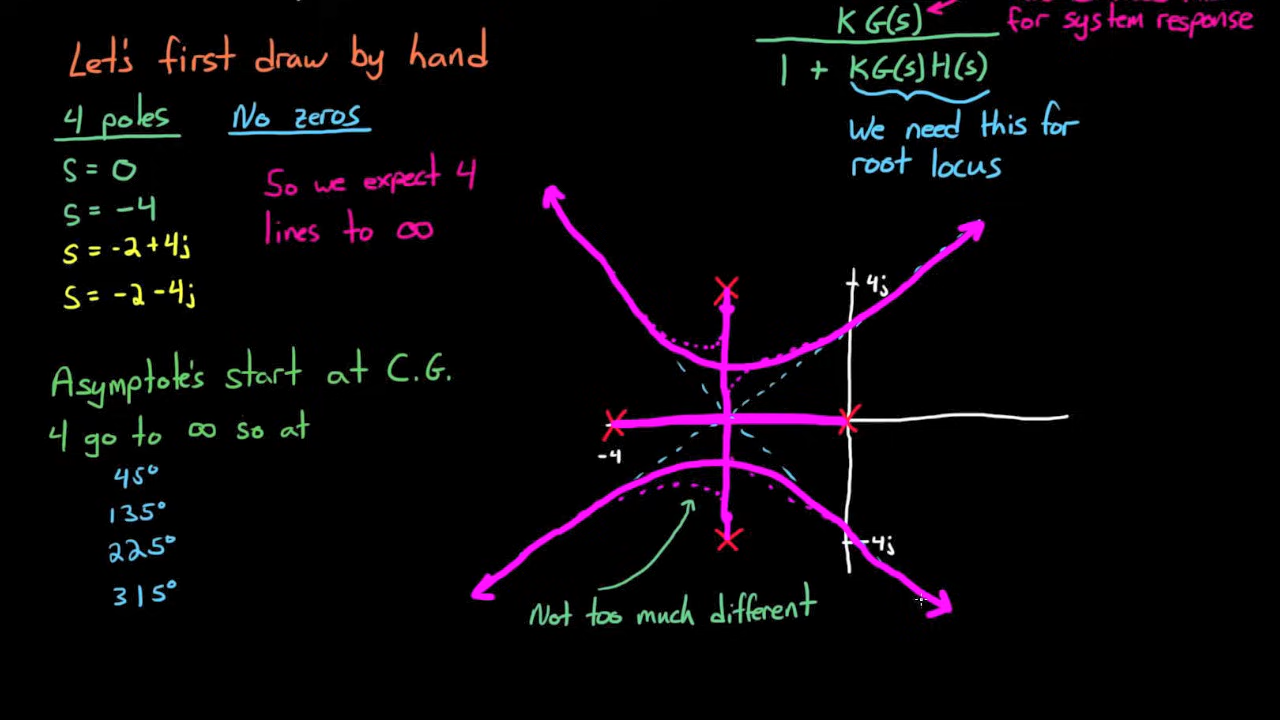 for system response
KG(s)
1 + KG(s)H(s)
We need this for
root locus
Let's first draw by hand
4 poles
No zeros
S = 0
S = -4
S = -2+4j
S = -2-4j
So we expect 4
lines to ∞
Asymptote's start at C.G.
4 go to ∞ so at
45°
135°
225°
315°
4j
-4
-4j
Not too much different